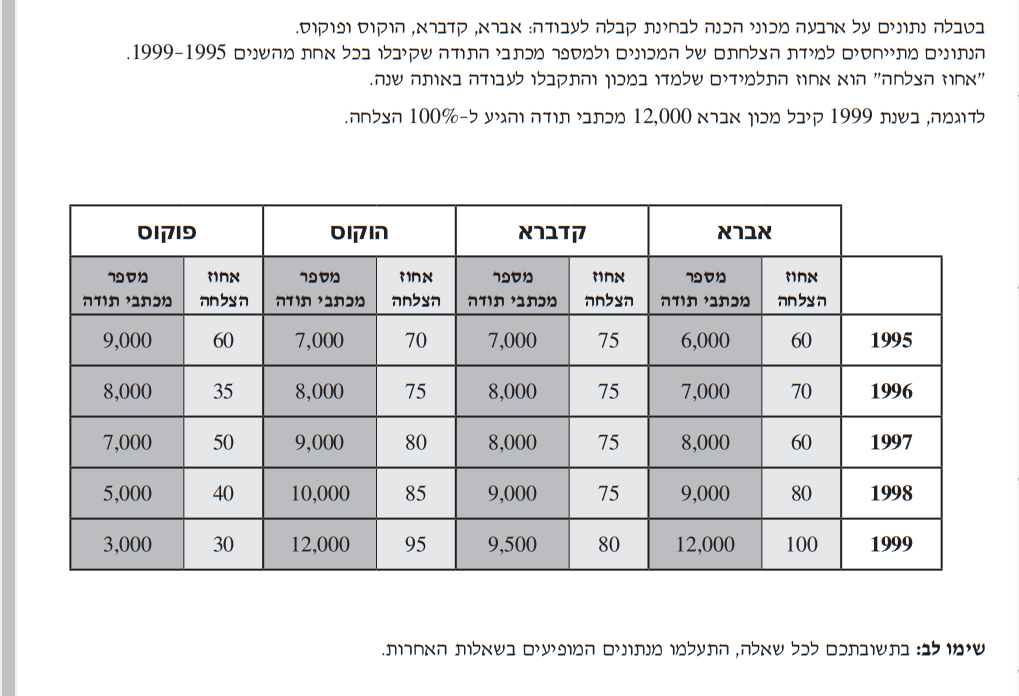 בטבלה נתונים על ארבעה מכוני הכנה לבחינת קבלה לעבודה: אברא, קדברא, הוקוס ופוקוס.
הנתונים מתייחסים למידת הצלחתם של המכונים ולמספר מכתבי התודה שקיבלו בכל אחת מהשנים 1995-1999.
"אחוז הצלחה" הוא אחוז התלמידים שלמדו במכון והתקבלו לעבודה באותה שנה.
לדוגמה, בשנת 1999 קיבל מכון אברא 12,000 מכתבי תודה והגיע ל-100% הצלחה.
אברא קדברא הוקוס פוקוס
אחוז מספר אחוז מספר אחוז מספר אחוז מספר
הצלחה מכתבי תודה הצלחה מכתבי תודה הצלחה מכתבי תודה הצלחה מכתבי תודה
1995 60 6,000 75 7,000 70 7,000 60 9,000
1996 70 7,000 75 8,000 75 8,000 35 8,000
1997 60 8,000 75 8,000 80 9,000 50 7,000
1998 80 9,000 75 9,000 85 10,000 40 5,000
1999 100 12,000 80 9,500 95 12,000 30 3,000
שימו לב: בתשובתכם לכל שאלה, התעלמו מנתונים המופיעים בשאלות האחרות.